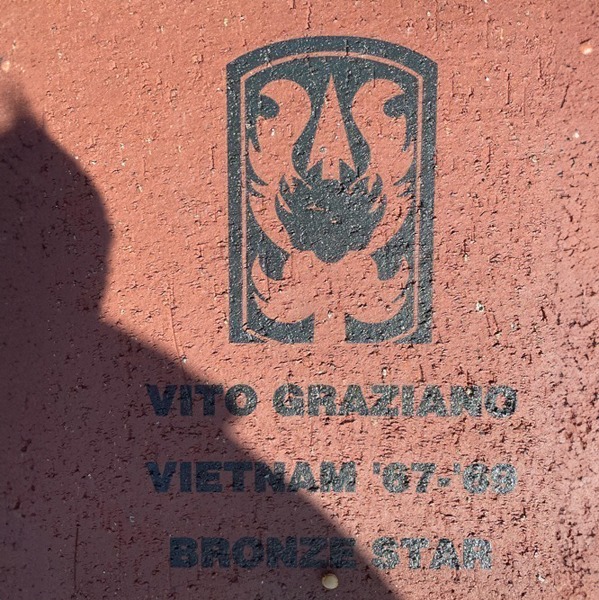 VITO GRAZIANO
VIETNAM '67-'69
BRONZE STAR